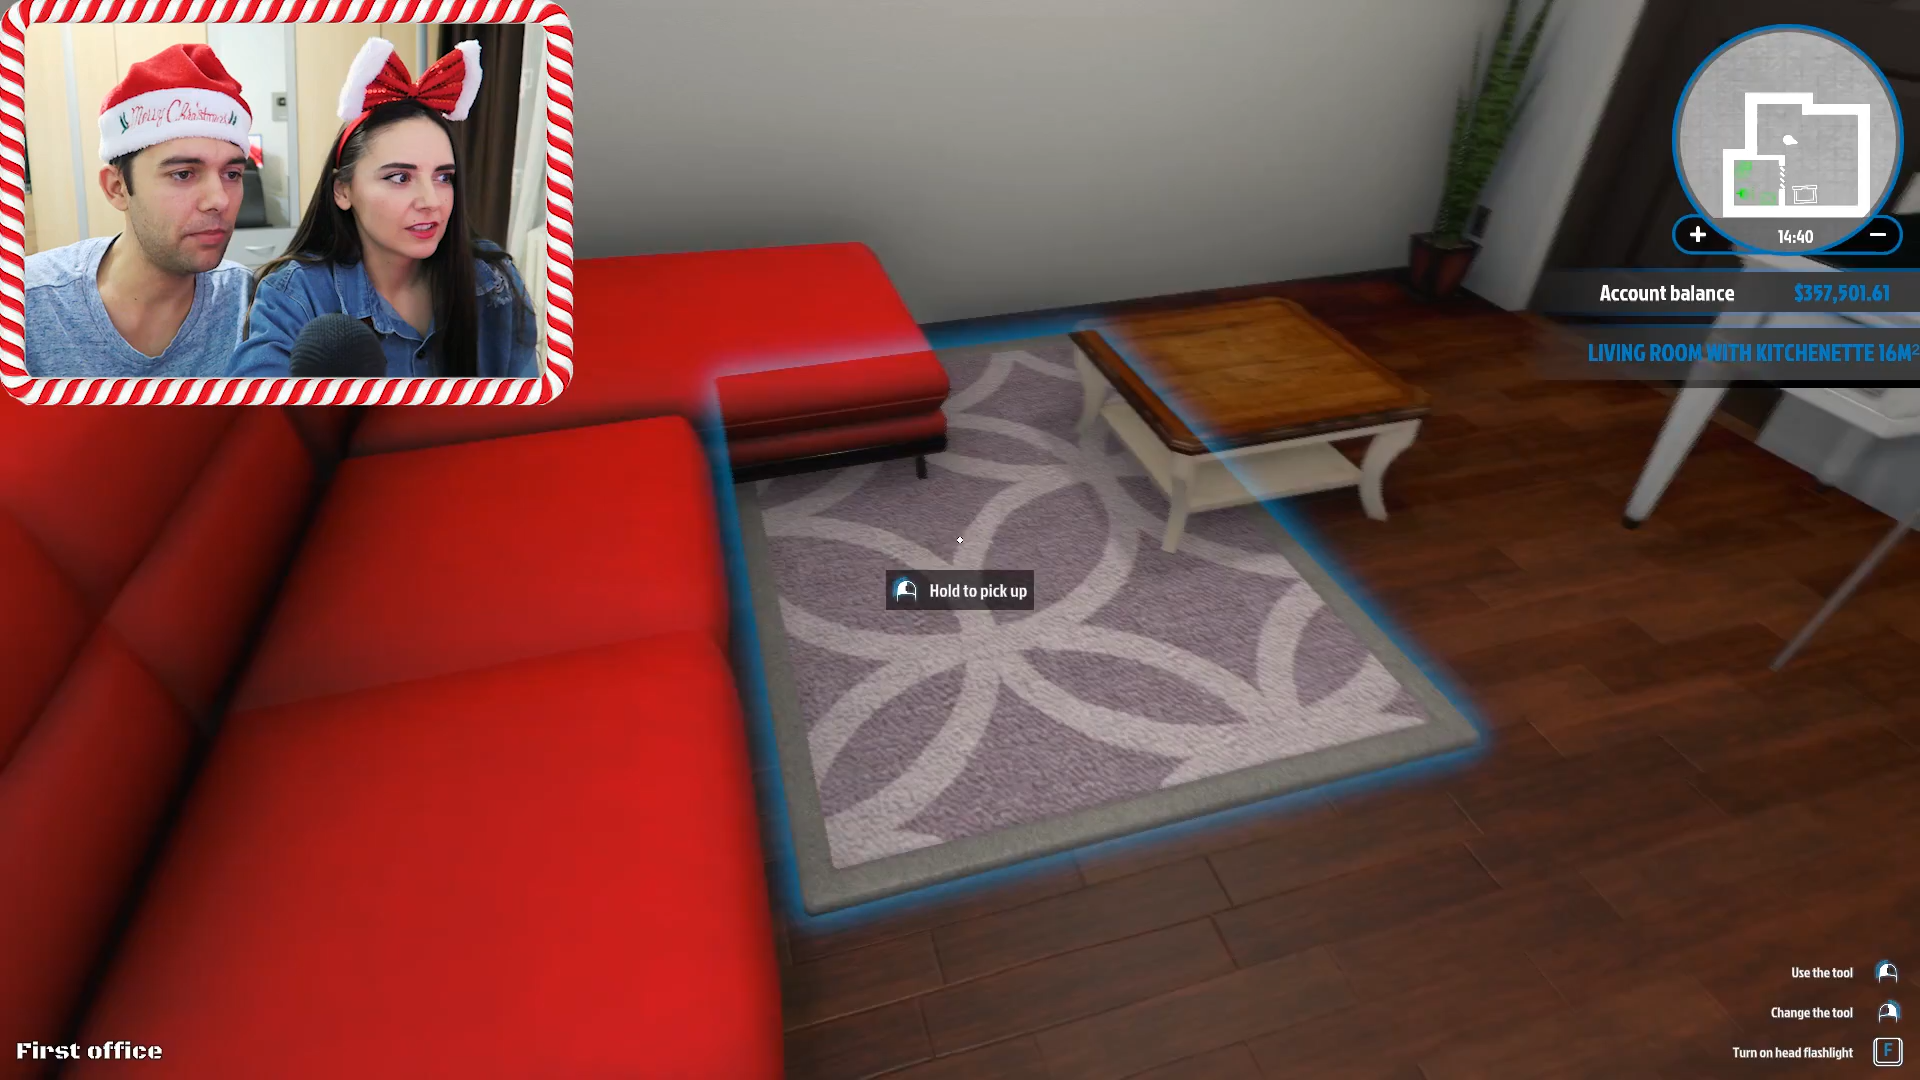 Merry Christmas
14:40
Account balance $357,501.61
LIVING ROOM WITH KITCHENETTE 16M²
Hold to pick up
Use the tool
Change the tool
Turn on head flashlight F
First office